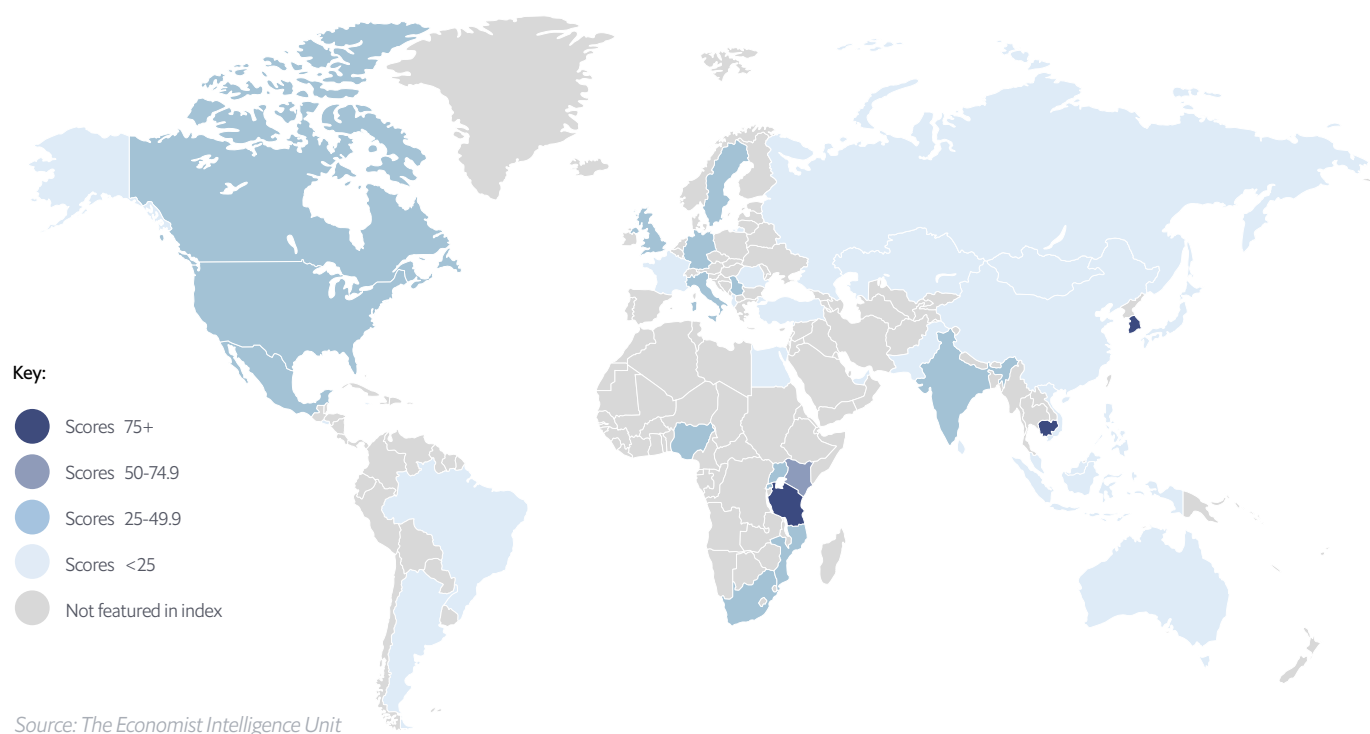 Key:
Scores 75+
Scores 50-74.9
Scores 25-49.9
Scores <25
Not featured in index
Source: The Economist Intelligence Unit